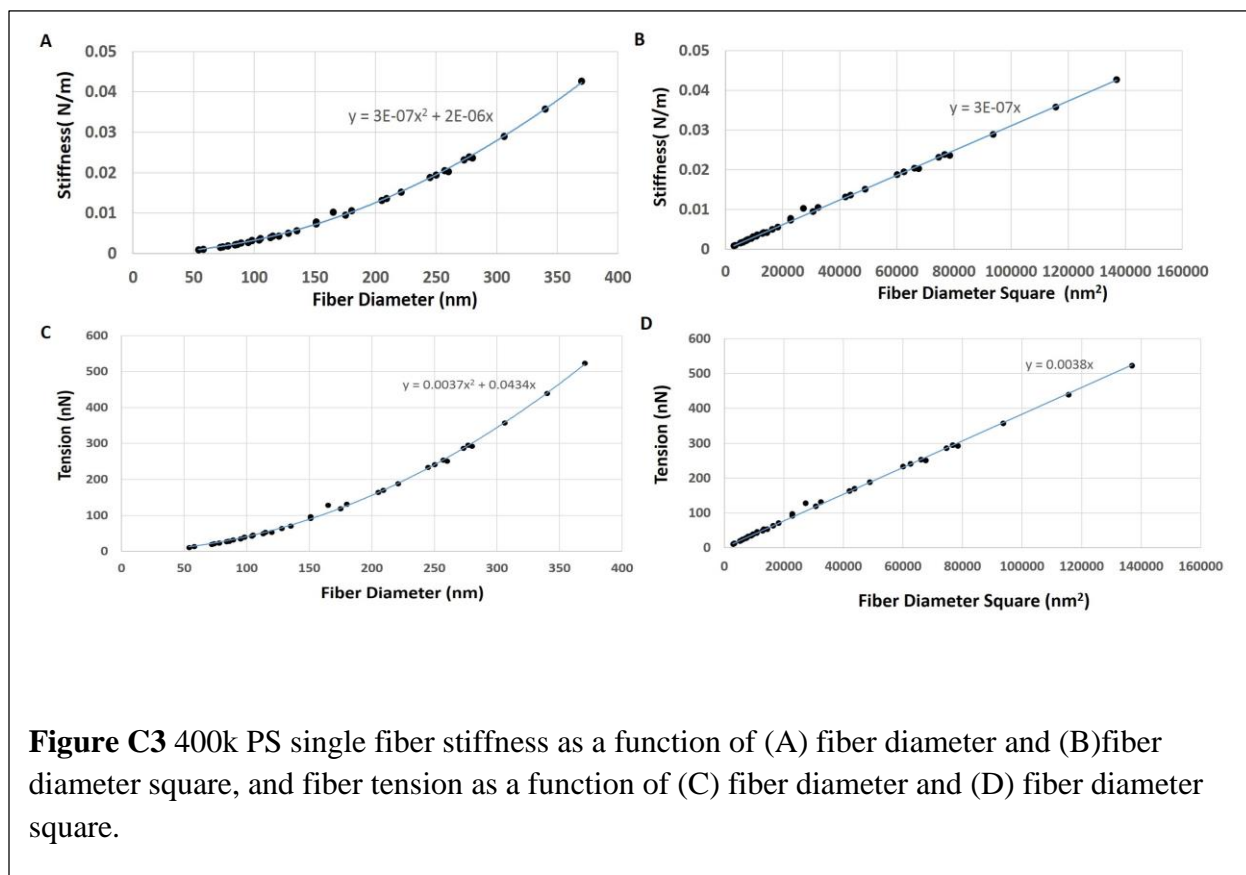 A
Stiffness( N/m)
0.05
0.04
0.03
0.02
0.01
0
y = 3E-07x² + 2E-06x
0 50 100 150 200 250 300 350 400
Fiber Diameter (nm)
B
Stiffness( N/m)
0.05
0.04
0.03
0.02
0.01
0
y = 3E-07x
0 20000 40000 60000 80000 100000 120000 140000 160000
Fiber Diameter Square (nm²)
C
Tension (nN)
600
500
400
300
200
100
0
y = 0.0037x² + 0.0434x
0 50 100 150 200 250 300 350 400
Fiber Diameter (nm)
D
Tension (nN)
600
500
400
300
200
100
0
y = 0.0038x
0 20000 40000 60000 80000 100000 120000 140000 160000
Fiber Diameter Square (nm²)
Figure C3 400k PS single fiber stiffness as a function of (A) fiber diameter and (B)fiber
diameter square, and fiber tension as a function of (C) fiber diameter and (D) fiber diameter
square.